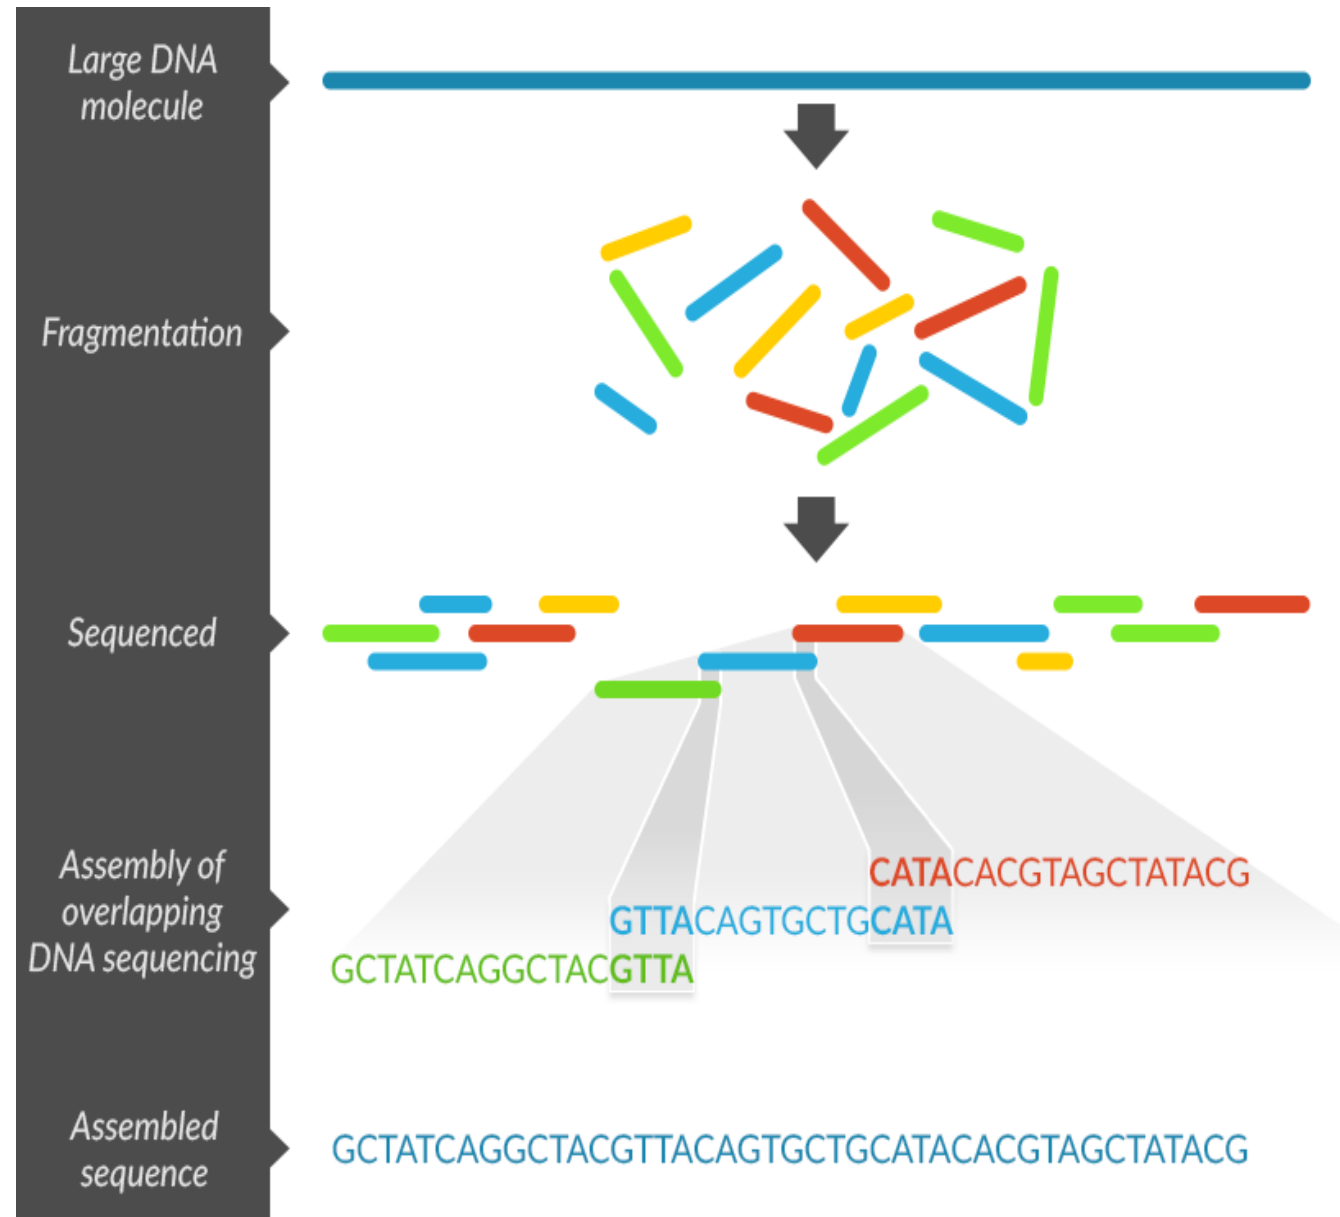 Large DNA
molecule
Fragmentation
Sequenced
Assembly of
overlapping
DNA sequencing
CATACACGTAGCTATACG
GTTACAGTGCTGCATA
GCTATCAGGCTACGTTA
Assembled
sequence
GCTATCAGGCTACGTTACAGTGCTGCATACACGTAGCTATACG